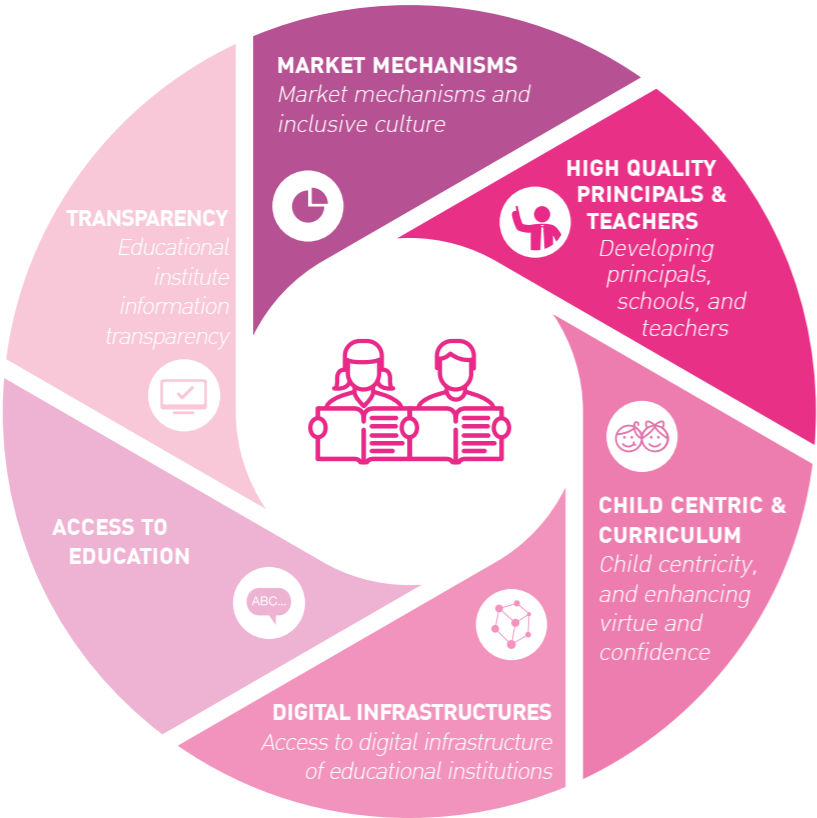 MARKET MECHANISMS
Market mechanisms and
inclusive culture
HIGH QUALITY
PRINCIPALS &
TEACHERS
Developing
principals,
schools, and
teachers
CHILD CENTRIC &
CURRICULUM
Child centricity,
and enhancing
virtue and
confidence
DIGITAL INFRASTRUCTURES
Access to digital infrastructure
of educational institutions
ACCESS TO
EDUCATION
ABC...
TRANSPARENCY
Educational
institute
information
transparency